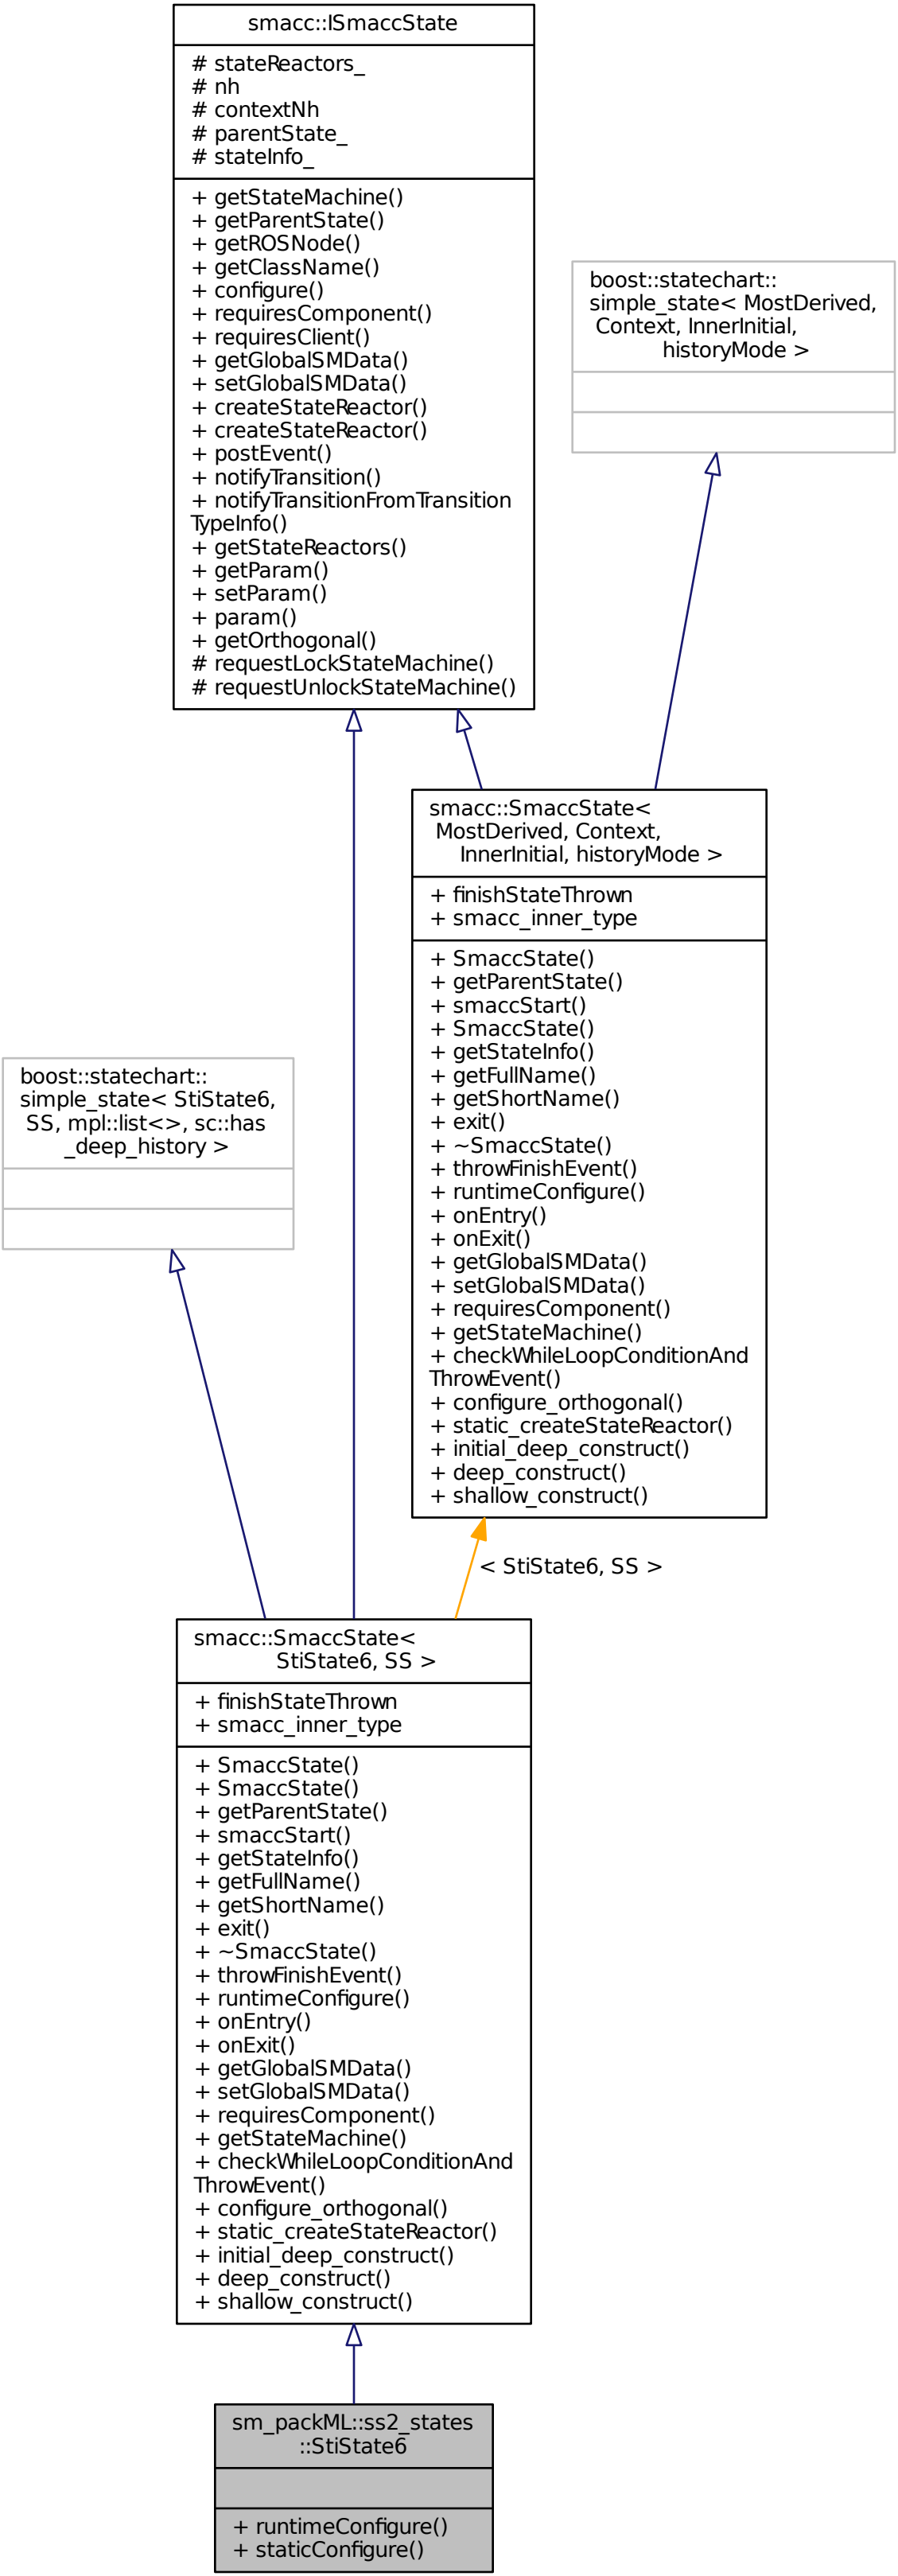 smacc::ISmaccState
# stateReactors_
# nh
# contextNh
# parentState_
# stateInfo_
+ getStateMachine()
+ getParentState()
+ getROSNode()
+ getClassName()
+ configure()
+ requiresComponent()
+ requiresClient()
+ getGlobalSMData()
+ setGlobalSMData()
+ createStateReactor()
+ createStateReactor()
+ postEvent()
+ notifyTransition()
+ notifyTransitionFromTransition
TypeInfo()
+ getStateReactors()
+ getParam()
+ setParam()
+ param()
+ getOrthogonal()
# requestLockStateMachine()
# requestUnlockStateMachine()
boost::statechart::
simple_state< MostDerived,
Context, InnerInitial,
historyMode >
smacc::SmaccState<
MostDerived, Context,
InnerInitial, historyMode >
+ finishStateThrown
+ smacc_inner_type
+ SmaccState()
+ getParentState()
+ smaccStart()
+ SmaccState()
+ getStateInfo()
+ getFullName()
+ getShortName()
+ exit()
+ ~SmaccState()
+ throwFinishEvent()
+ runtimeConfigure()
+ onEntry()
+ onExit()
+ getGlobalSMData()
+ setGlobalSMData()
+ requiresComponent()
+ getStateMachine()
+ checkWhileLoopConditionAnd
ThrowEvent()
+ configure_orthogonal()
+ static_createStateReactor()
+ initial_deep_construct()
+ deep_construct()
+ shallow_construct()
boost::statechart::
simple_state< StiState6,
SS, mpl::list<>, sc::has
_deep_history >
< StiState6, SS >
smacc::SmaccState<
StiState6, SS >
+ finishStateThrown
+ smacc_inner_type
+ SmaccState()
+ SmaccState()
+ getParentState()
+ smaccStart()
+ getStateInfo()
+ getFullName()
+ getShortName()
+ exit()
+ ~SmaccState()
+ throwFinishEvent()
+ runtimeConfigure()
+ onEntry()
+ onExit()
+ getGlobalSMData()
+ setGlobalSMData()
+ requiresComponent()
+ getStateMachine()
+ checkWhileLoopConditionAnd
ThrowEvent()
+ configure_orthogonal()
+ static_createStateReactor()
+ initial_deep_construct()
+ deep_construct()
+ shallow_construct()
sm_packML::ss2_states
::StiState6
+ runtimeConfigure()
+ staticConfigure()